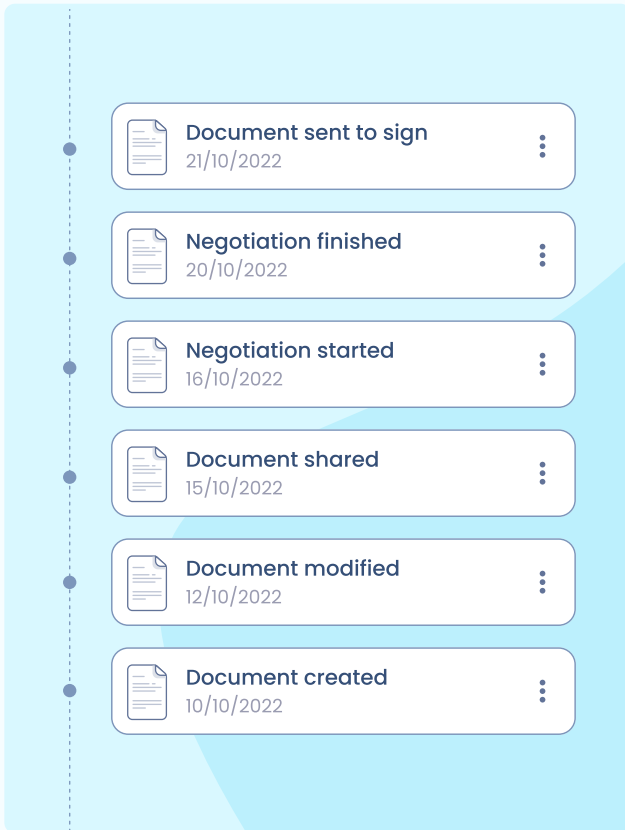 Document sent to sign
21/10/2022
Negotiation finished
20/10/2022
Negotiation started
16/10/2022
Document shared
15/10/2022
Document modified
12/10/2022
Document created
10/10/2022